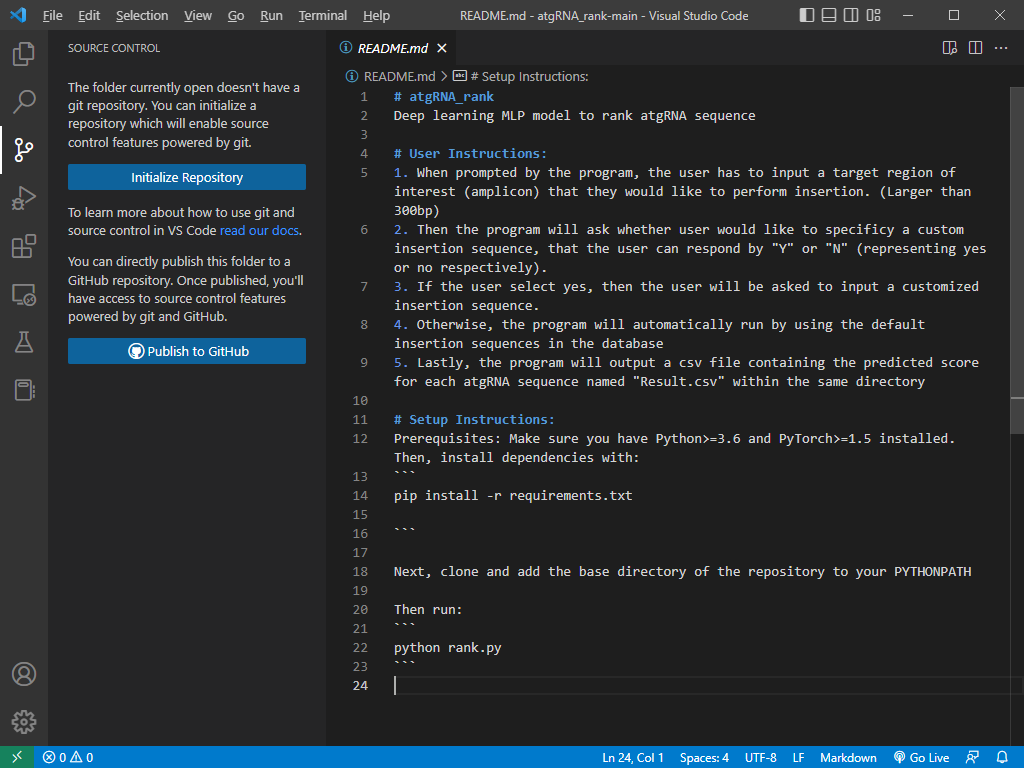 File Edit Selection View Go Run Terminal Help README.md - atgRNA_rank-main - Visual Studio Code
SOURCE CONTROL
The folder currently open doesn't have a
git repository. You can initialize a
repository which will enable source
control features powered by git.
Initialize Repository
To learn more about how to use git and
source control in VS Code read our docs.
You can directly publish this folder to a
GitHub repository. Once published, you'll
have access to source control features
powered by git and GitHub.
Publish to GitHub
README.md
README.md > # Setup Instructions:
1 # atgRNA_rank
2 Deep learning MLP model to rank atgRNA sequence
3
4 # User Instructions:
5 1. When prompted by the program, the user has to input a target region of
interest (amplicon) that they would like to perform insertion. (Larger than
300bp)
6 2. Then the program will ask whether user would like to specificy a custom
insertion sequence, that the user can respond by "Y" or "N" (representing yes
or no respectively).
7 3. If the user select yes, then the user will be asked to input a customized
insertion sequence.
8 4. Otherwise, the program will automatically run by using the default
insertion sequences in the database
9 5. Lastly, the program will output a csv file containing the predicted score
for each atgRNA sequence named "Result.csv" within the same directory
10
11 # Setup Instructions:
12 Prerequisites: Make sure you have Python>=3.6 and PyTorch>=1.5 installed.
Then, install dependencies with:
13 ```
14 pip install -r requirements.txt
15
16 ```
17
18 Next, clone and add the base directory of the repository to your PYTHONPATH
19
20 Then run:
21 ```
22 python rank.py
23 ```
24
0 0 Ln 24, Col 1 Spaces: 4 UTF-8 LF Markdown Go Live